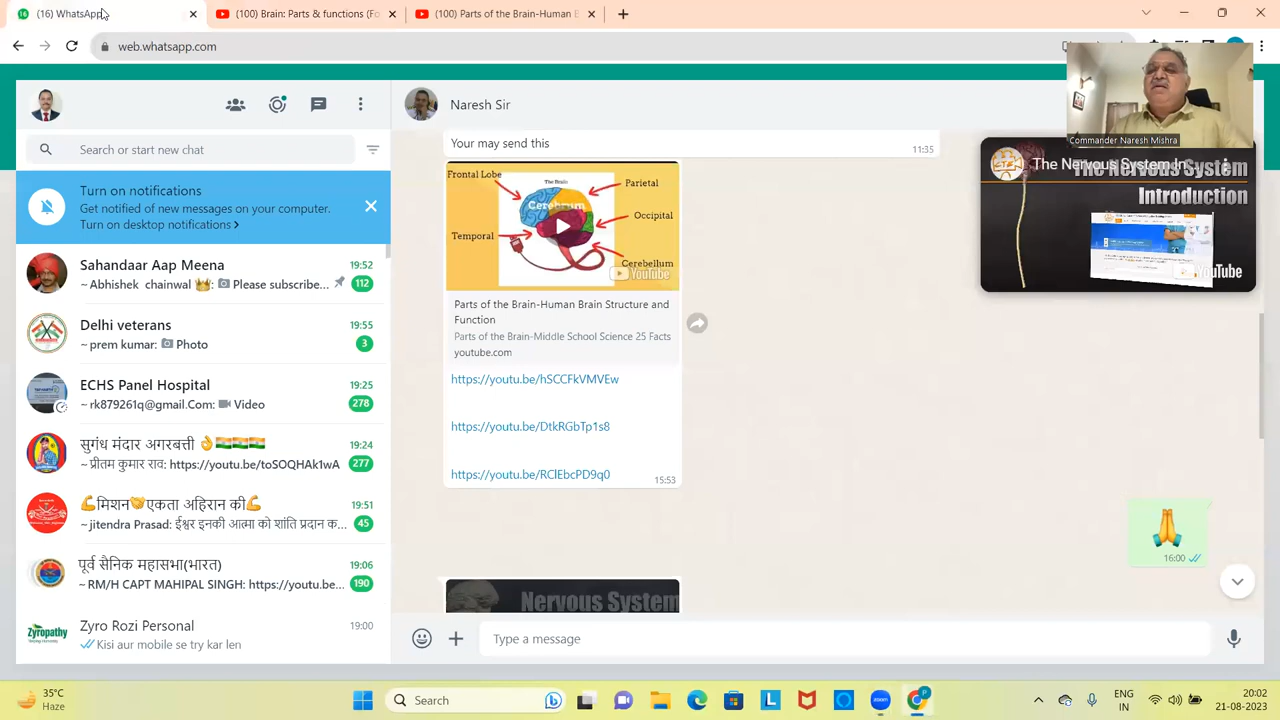 (16) WhatsApp
(100) Brain: Parts & functions (Fo
(100) Parts of the Brain-Human B
web.whatsapp.com
Naresh Sir
Search or start new chat
Turn on notifications
Get notified of new messages on your computer.
Turn on desktop notifications >
Sahandaar Aap Meena 19:52
~ Abhishek chainwal 👑: Please subscribe... 112
Delhi veterans 19:55
~ prem kumar: Photo 3
ECHS Panel Hospital 19:25
~ rk879261q@gmail.Com: Video 278
सुगंध मंदार अगरबत्ती 👌🇮🇳🇮🇳🇮🇳 19:24
~ प्रीतम कुमार राव: https://youtu.be/toSOQHAk1wA 277
💪मिशन🤝एकता अहिरान की💪 19:51
~ jitendra Prasad: ईश्वर इनकी आत्मा को शांति प्रदान क... 45
पूर्व सैनिक महासभा(भारत) 19:06
~ RM/H CAPT MAHIPAL SINGH: https://youtu.be... 190
Zyropathy
Zyro Rozi Personal 19:00
Kisi aur mobile se try kar len
Your may send this 11:35
The Brain
Frontal Lobe
Parietal
Cerebrum
Occipital
Temporal
Cerebellum
YouTube
Parts of the Brain-Human Brain Structure and
Function
Parts of the Brain-Middle School Science 25 Facts
youtube.com
https://youtu.be/hSCCFkVMVEw
https://youtu.be/DtkRGbTp1s8
https://youtu.be/RClEbcPD9q0 15:53
🙏
16:00
Nervous System
Type a message
Commander Naresh Mishra
The Nervous System In
The Nervous System
Introduction
YouTube
35°C
Haze
Search
ENG
IN
20:02
21-08-2023